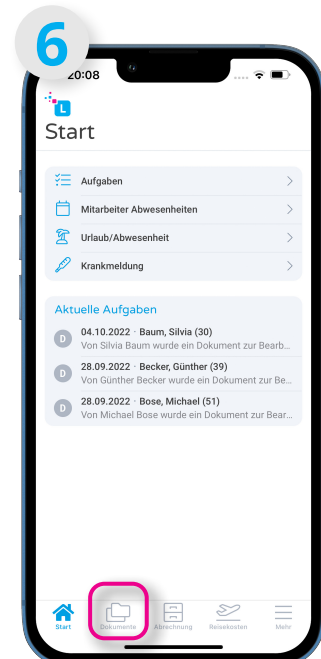 6
20:08
L
Start
Aufgaben
Mitarbeiter Abwesenheiten
Urlaub/Abwesenheit
Krankmeldung
Aktuelle Aufgaben
D
04.10.2022 · Baum, Silvia (30)
Von Silvia Baum wurde ein Dokument zur Bearb...
D
28.09.2022 · Becker, Günther (39)
Von Günther Becker wurde ein Dokument zur Be...
D
28.09.2022 · Bose, Michael (51)
Von Michael Bose wurde ein Dokument zur Bear...
Start Dokumente Abrechnung Reisekosten Mehr